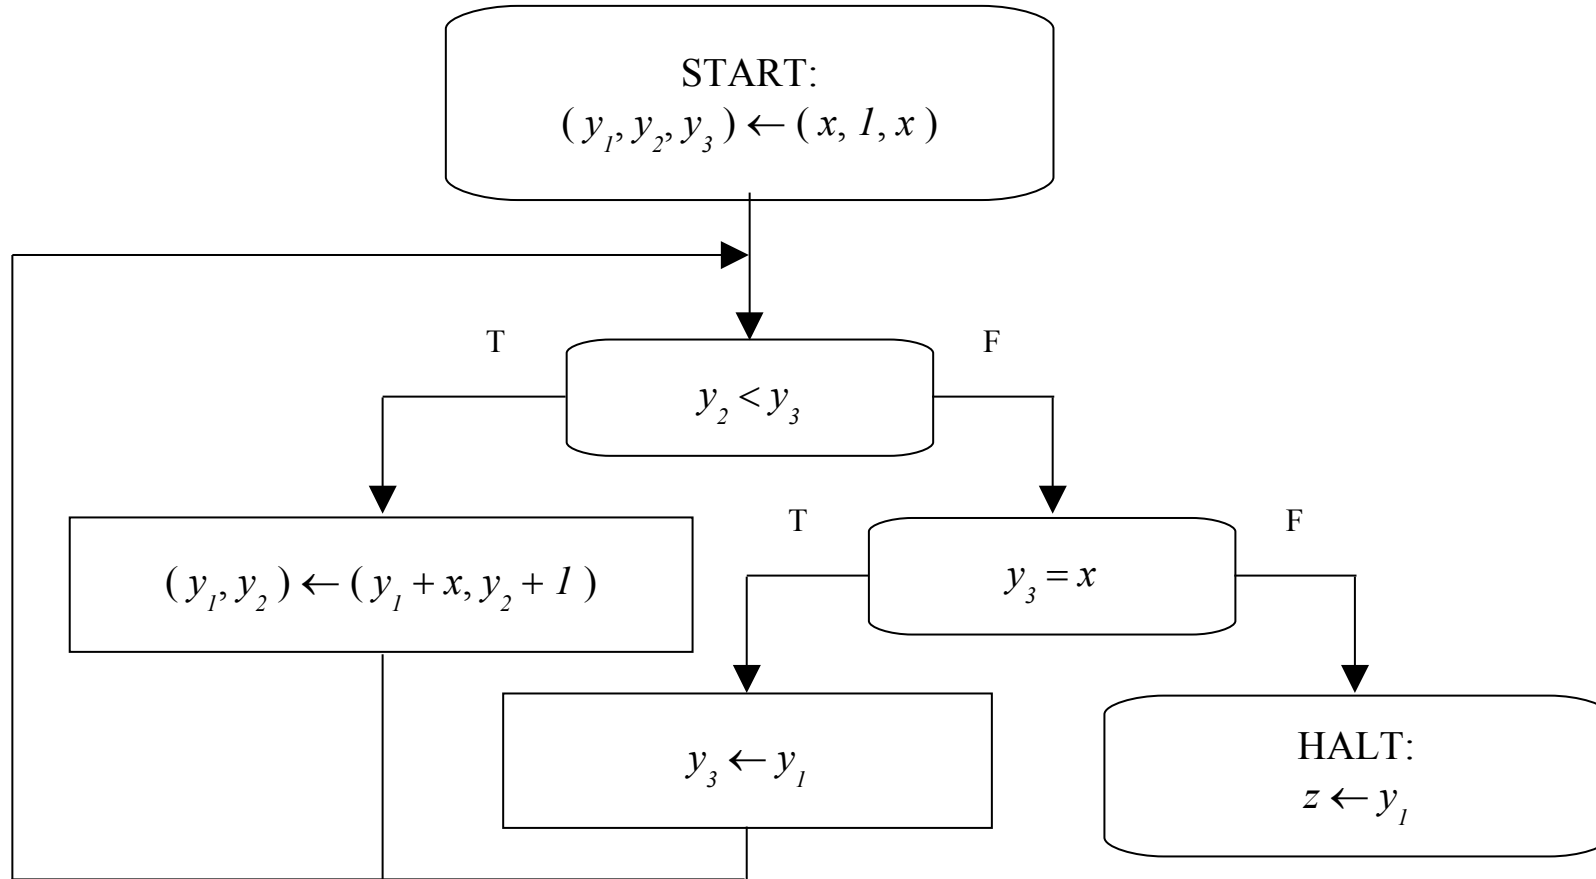 START:
( y₁, y₂, y₃ ) ← ( x, 1, x )
T
F
y₂ < y₃
T
F
( y₁, y₂ ) ← ( y₁ + x, y₂ + 1 )
y₃ = x
y₃ ← y₁
HALT:
z ← y₁